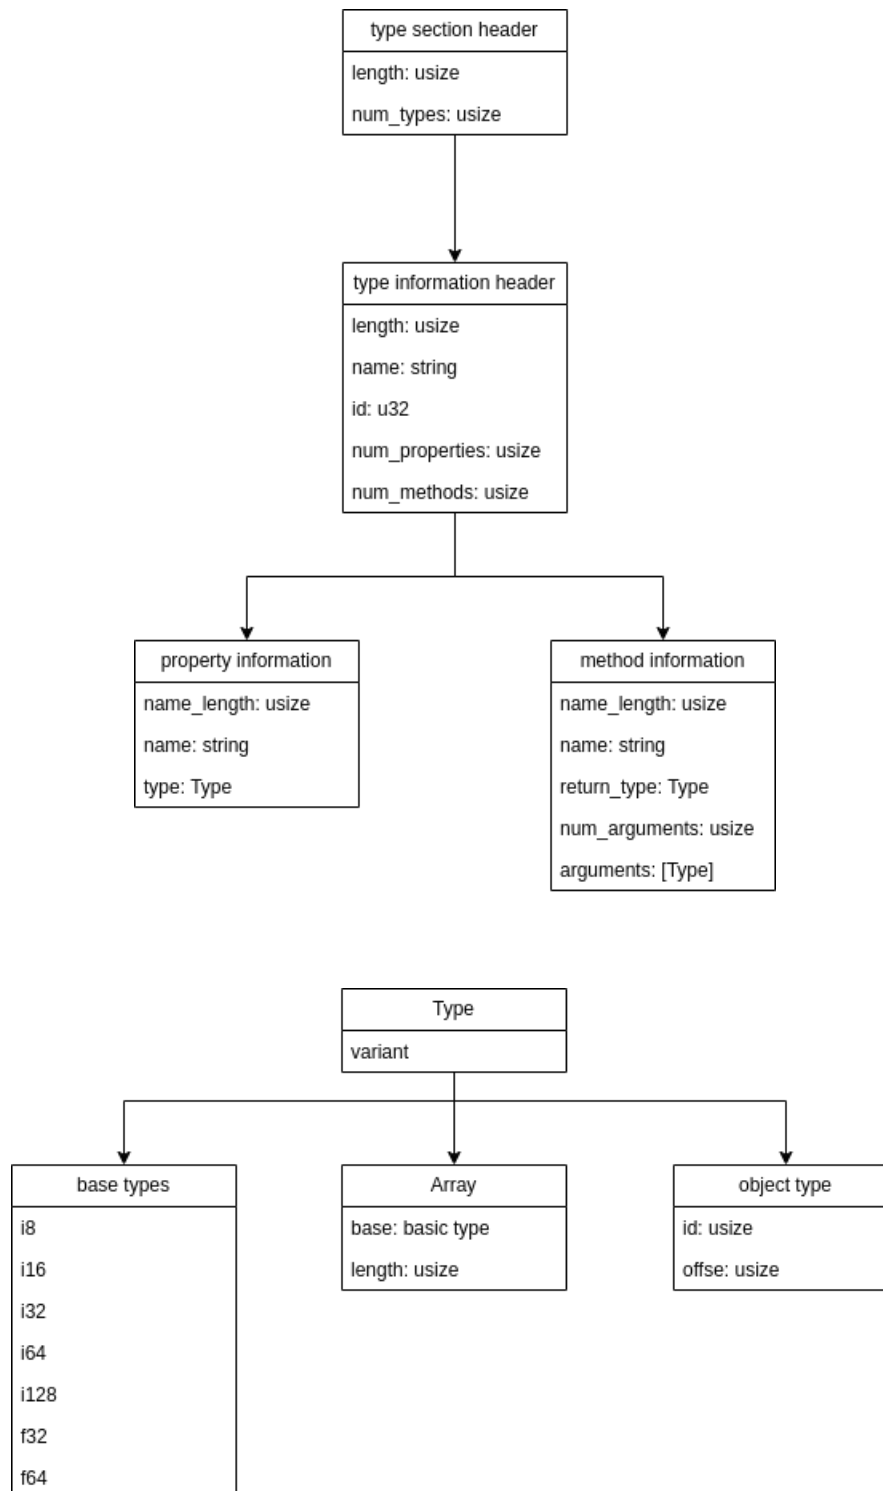 type section header
length: usize
num_types: usize
type information header
length: usize
name: string
id: u32
num_properties: usize
num_methods: usize
property information
name_length: usize
name: string
type: Type
method information
name_length: usize
name: string
return_type: Type
num_arguments: usize
arguments: [Type]
Type
variant
base types
i8
i16
i32
i64
i128
f32
f64
Array
base: basic type
length: usize
object type
id: usize
offse: usize